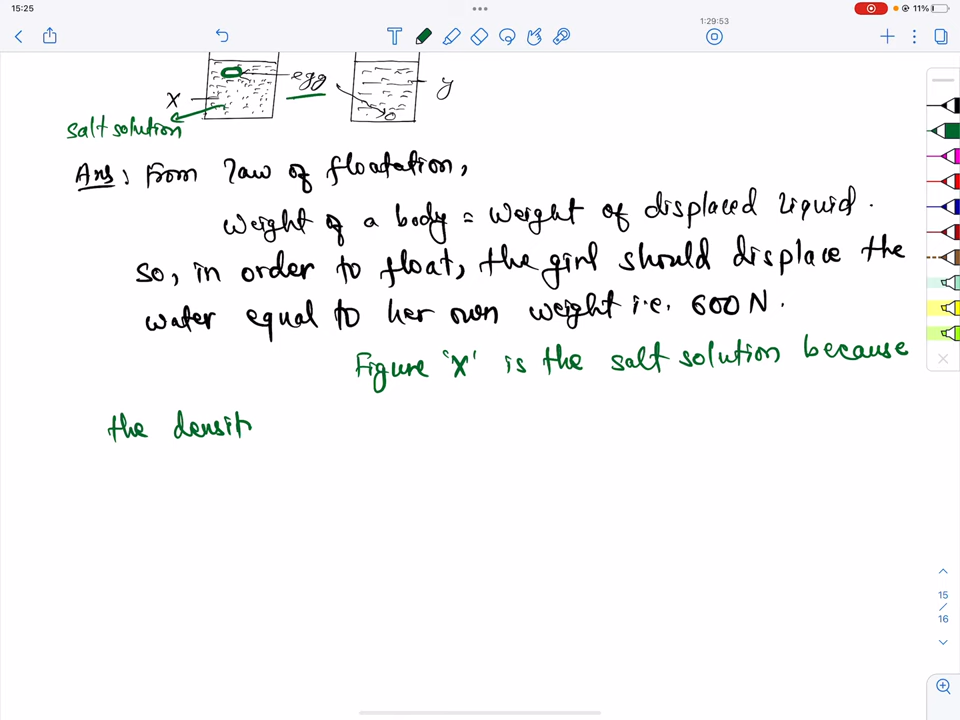 15:25
1:29:53
11%
T
egg
X
y
salt solution
Ans: From law of floatation,
weight of a body = weight of displaced liquid.
so, in order to float, the girl should displace the
water equal to her own weight i.e. 600 N.
Figure 'X' is the salt solution because
the densit
15
/
16